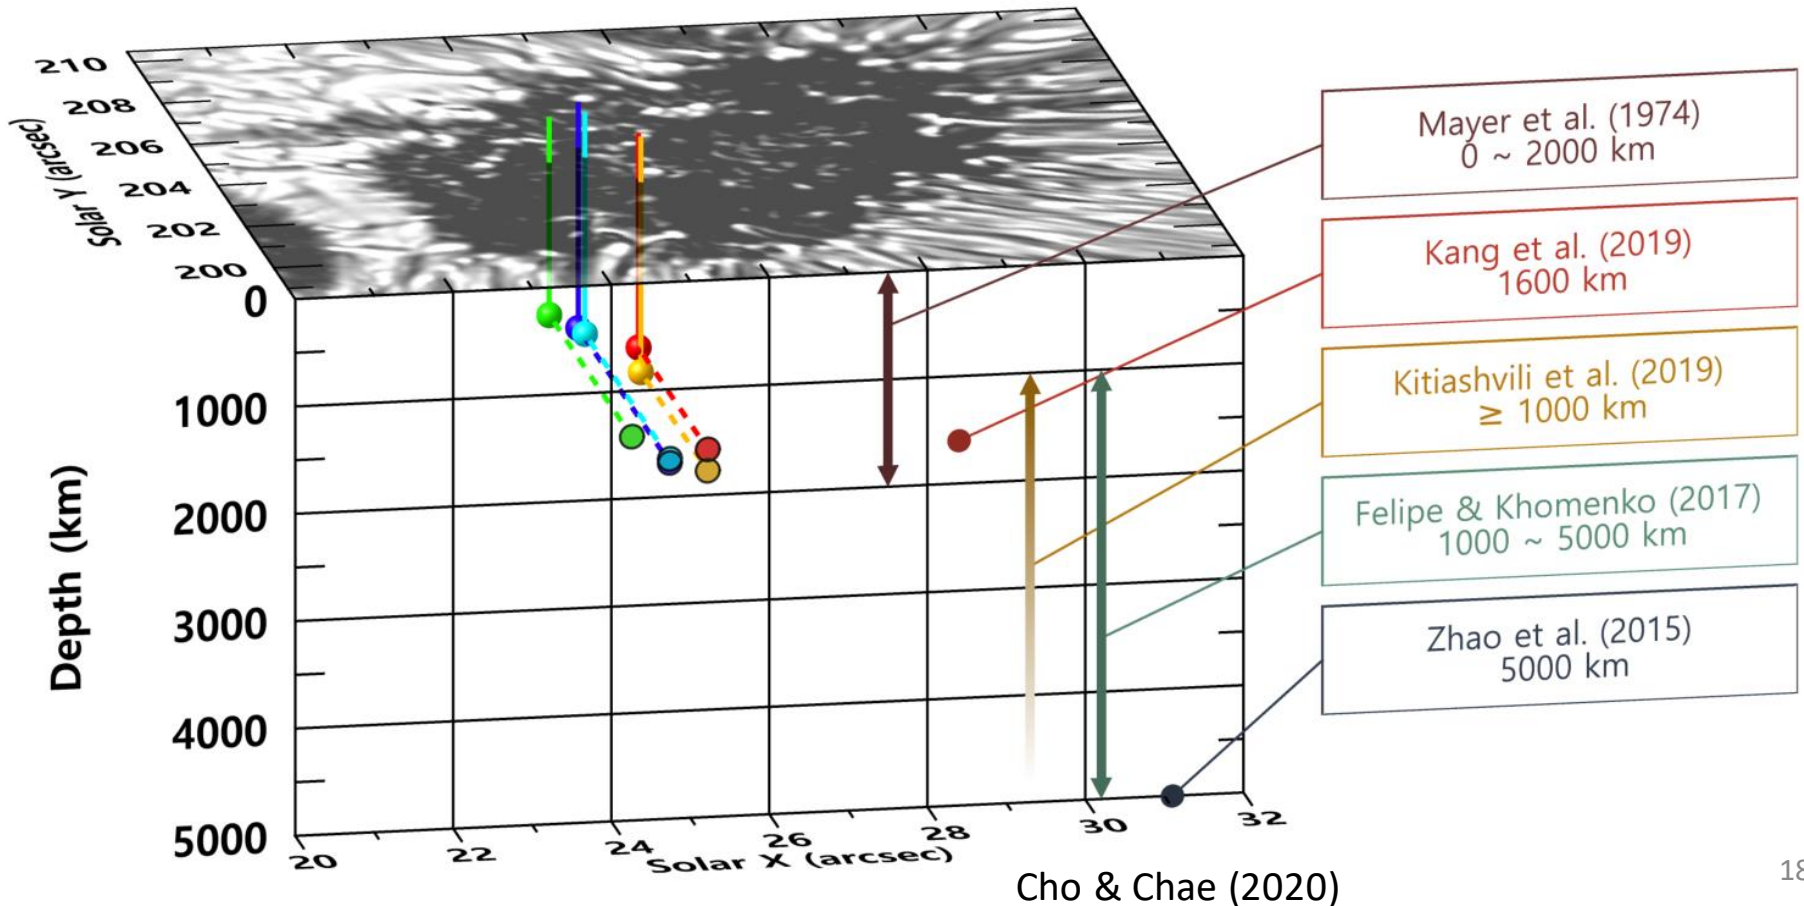 210
208
206
204
202
200
Solar Y (arcsec)
0
1000
2000
3000
4000
5000
Depth (km)
20
22
24
26
28
30
32
Solar X (arcsec)
Mayer et al. (1974)
0 ~ 2000 km
Kang et al. (2019)
1600 km
Kitiashvili et al. (2019)
≥ 1000 km
Felipe & Khomenko (2017)
1000 ~ 5000 km
Zhao et al. (2015)
5000 km
Cho & Chae (2020)
18